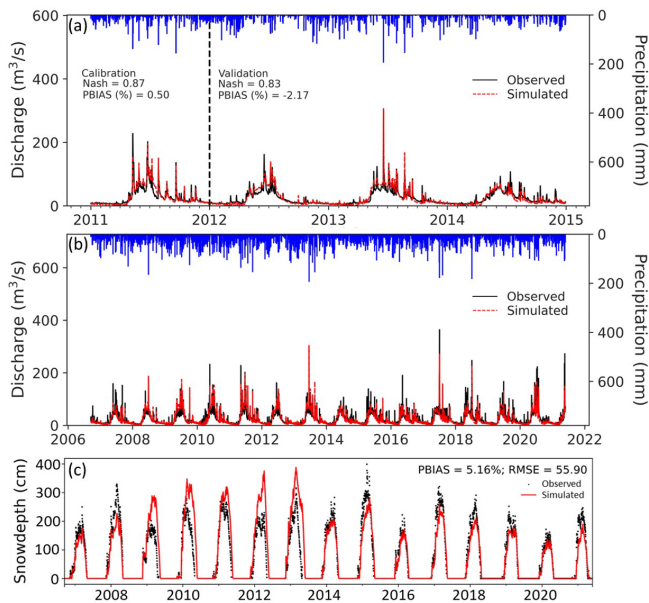 (a)
600
400
200
0
Discharge (m³/s)
0
200
400
600
Precipitation (mm)
Calibration
Nash = 0.87
PBIAS (%) = 0.50
Validation
Nash = 0.83
PBIAS (%) = -2.17
Observed
Simulated
2011 2012 2013 2014 2015
(b)
600
400
200
0
Discharge (m³/s)
0
200
400
600
Precipitation (mm)
Observed
Simulated
2006 2008 2010 2012 2014 2016 2018 2020 2022
(c)
400
300
200
100
0
Snowdepth (cm)
PBIAS = 5.16%; RMSE = 55.90
Observed
Simulated
2008 2010 2012 2014 2016 2018 2020